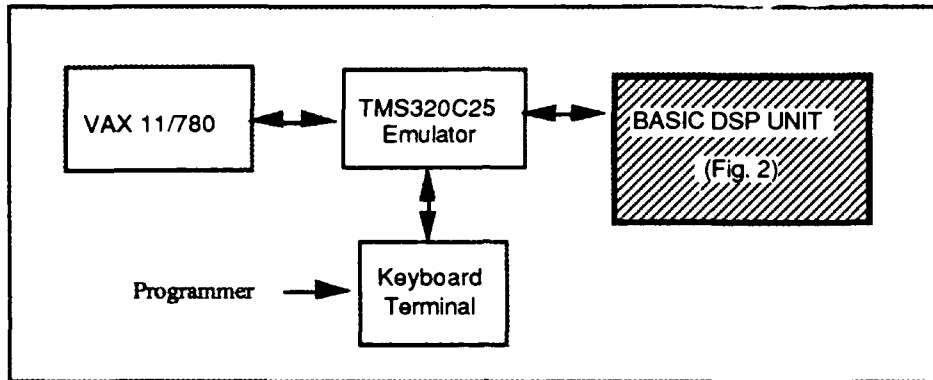 VAX 11/780
TMS320C25
Emulator
BASIC DSP UNIT
(Fig. 2)
Programmer
Keyboard
Terminal